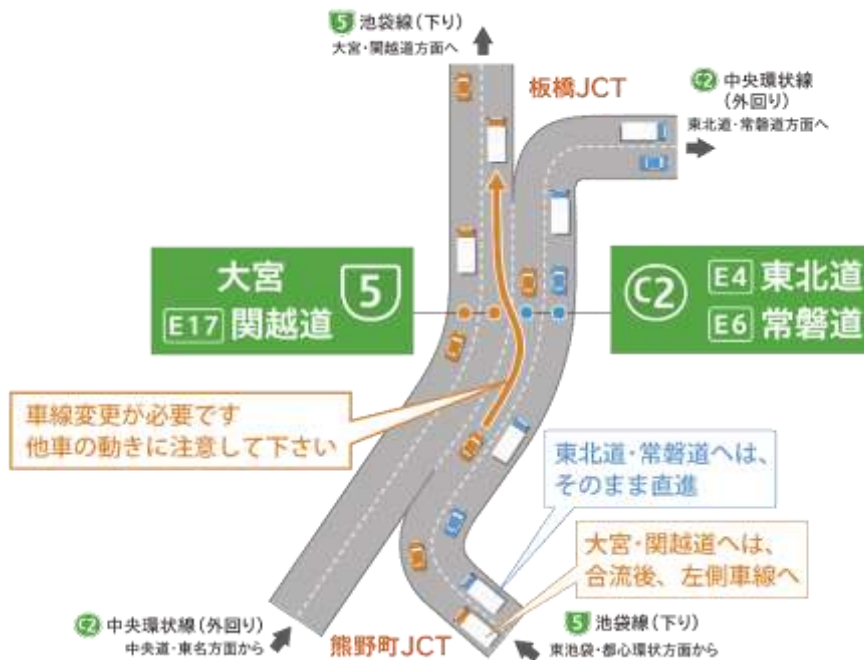 5 池袋線(下り)
大宮・関越道方面へ
板橋JCT
C2 中央環状線
(外回り)
東北道・常磐道方面へ
大宮
E17 関越道
5
C2
E4 東北道
E6 常磐道
車線変更が必要です
他車の動きに注意して下さい
東北道・常磐道へは、
そのまま直進
大宮・関越道へは、
合流後、左側車線へ
C2 中央環状線(外回り)
中央道・東名方面から
熊野町JCT
5 池袋線(下り)
東池袋・都心環状方面から